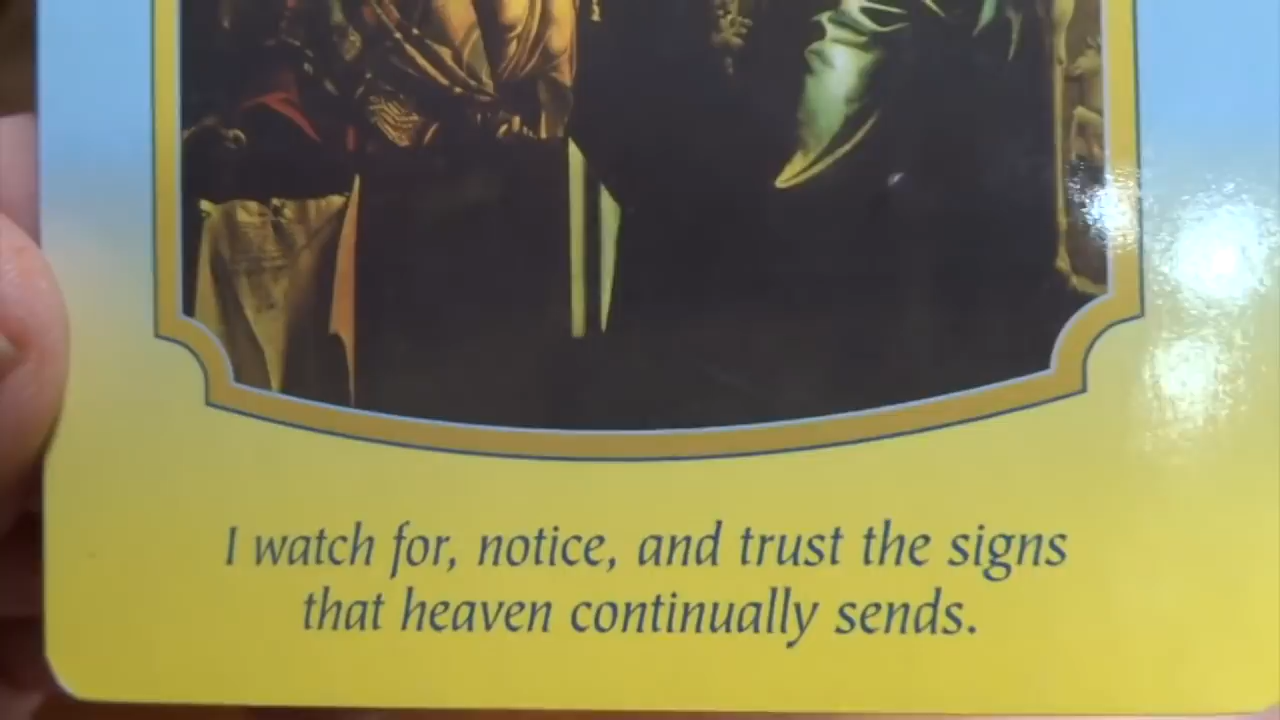 I watch for, notice, and trust the signs
that heaven continually sends.